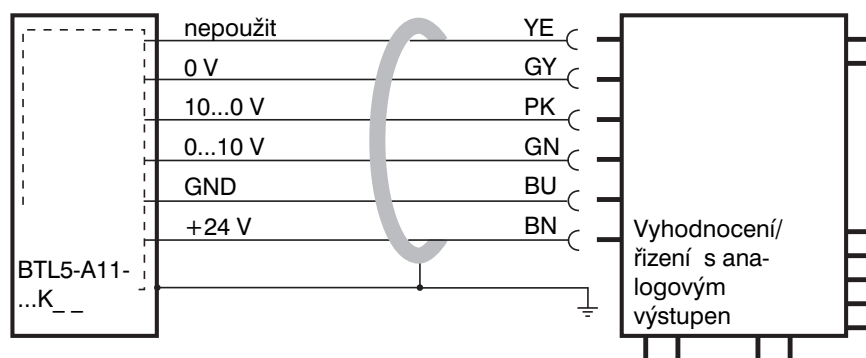 nepoužit YE
0 V GY
10...0 V PK
0...10 V GN
GND BU
+24 V BN
BTL5-A11-
...K_ _
Vyhodnocení/
řizení s ana-
logovým
výstupen